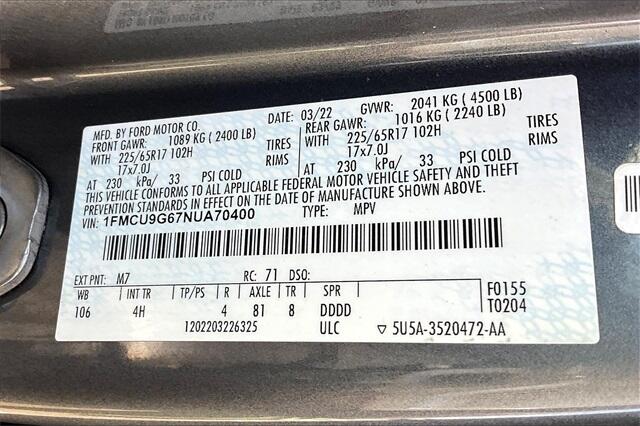 MFD. BY FORD MOTOR CO.
DATE: 03/22 GVWR: 2041 KG ( 4500 LB)
FRONT GAWR: 1089 KG ( 2400 LB)
REAR GAWR: 1016 KG ( 2240 LB)
WITH 225/65R17 102H TIRES
WITH 225/65R17 102H TIRES
17x7.0J RIMS
17x7.0J RIMS
AT 230 kPa/ 33 PSI COLD
AT 230 kPa/ 33 PSI COLD
THIS VEHICLE CONFORMS TO ALL APPLICABLE FEDERAL MOTOR VEHICLE SAFETY AND THEFT
PREVENTION STANDARDS IN EFFECT ON THE DATE OF MANUFACTURE SHOWN ABOVE.
VIN: 1FMCU9G67NUA70400 TYPE: MPV
EXT PNT: M7 RC: 71 DSO:
WB INT TR TP/PS R AXLE TR SPR F0155
106 4H 4 81 8 DDDD T0204
1202203226325 ULC ▽ 5U5A-3520472-AA